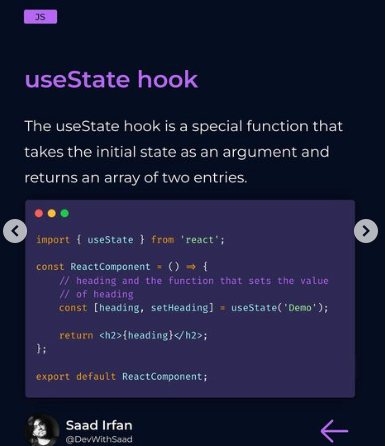 JS
useState hook
The useState hook is a special function that
takes the initial state as an argument and
returns an array of two entries.
import { useState } from 'react';
const ReactComponent = () ⇒ {
// heading and the function that sets the value
// of heading
const [heading, setHeading] = useState('Demo');
return <h2>{heading}</h2>;
};
export default ReactComponent;
Saad Irfan
@DevWithSaad